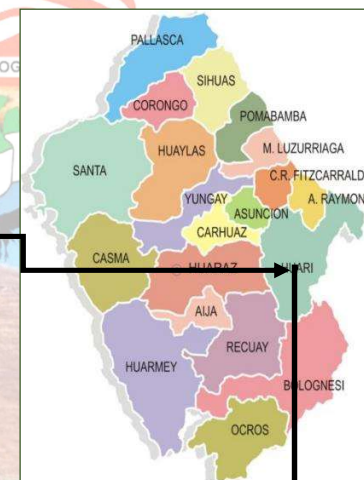 PALLASCA
OG
SIHUAS
CORONGO
POMABAMBA
HUAYLAS
M. LUZURRIAGA
SANTA
C.R. FITZCARRALD
YUNGAY
A. RAYMON
ASUNCION
CARHUAZ
CASMA
HUARAZ
HUARI
AIJA
RECUAY
HUARMEY
BOLOGNESI
OCROS